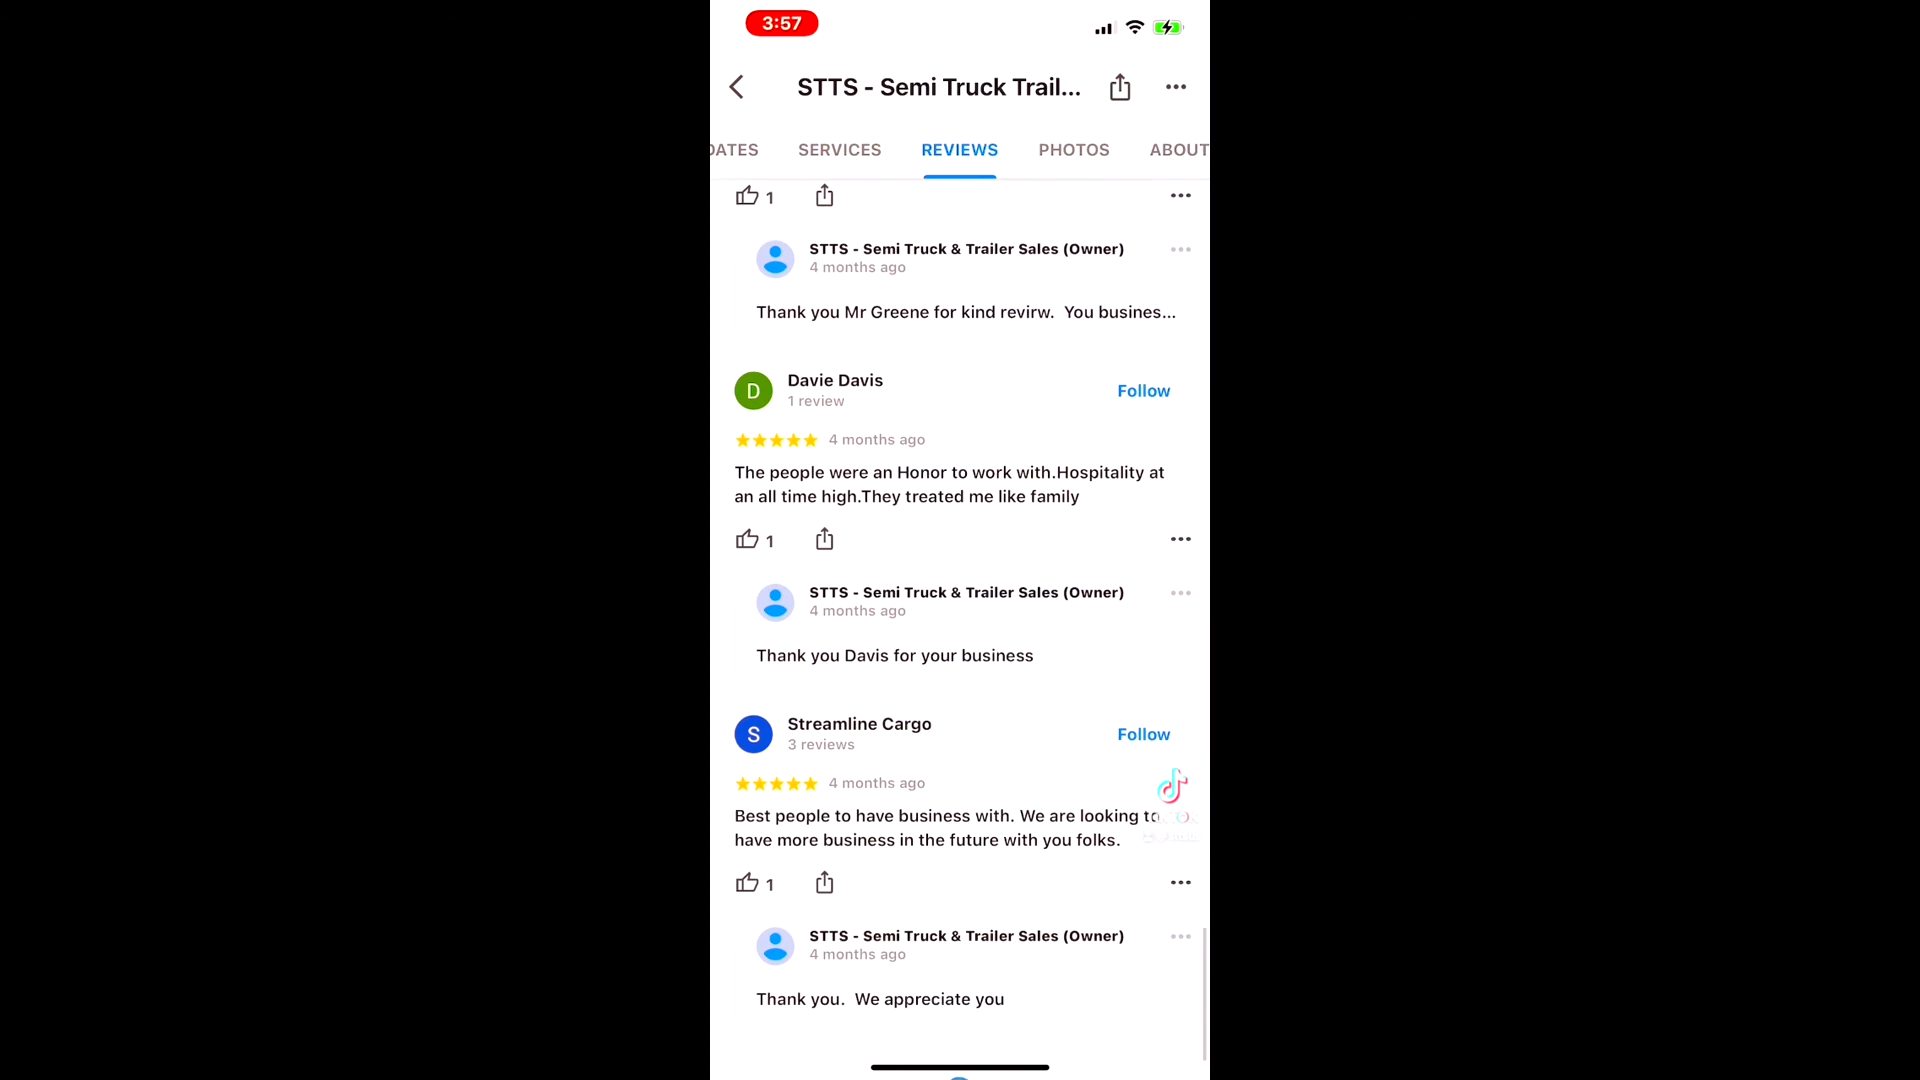 3:57
STTS - Semi Truck Trail...
DATES SERVICES REVIEWS PHOTOS ABOUT
1
STTS - Semi Truck & Trailer Sales (Owner)
4 months ago
Thank you Mr Greene for kind revirw. You busines...
D Davie Davis Follow
1 review
4 months ago
The people were an Honor to work with.Hospitality at
an all time high.They treated me like family
1
STTS - Semi Truck & Trailer Sales (Owner)
4 months ago
Thank you Davis for your business
S Streamline Cargo Follow
3 reviews
4 months ago
Best people to have business with. We are looking to
have more business in the future with you folks.
1
STTS - Semi Truck & Trailer Sales (Owner)
4 months ago
Thank you. We appreciate you